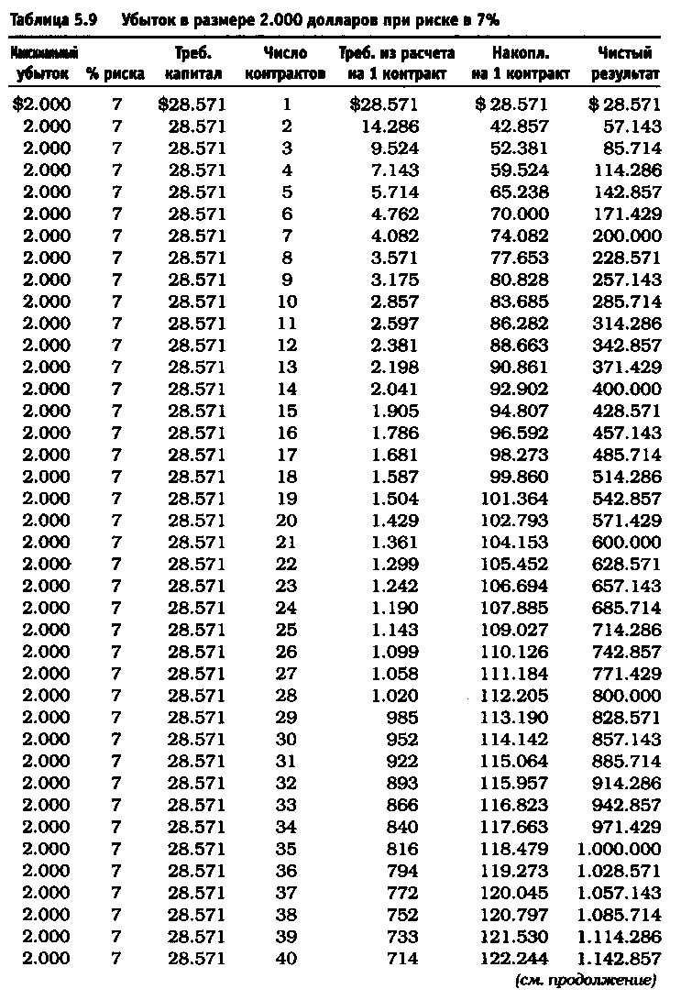 Таблица 5.9 Убыток в размере 2.000 долларов при риске в 7%
Максимальный Треб. Число Треб. из расчета Накопл. Чистый
убыток % риска капитал контрактов на 1 контракт на 1 контракт результат
$2.000 7 $28.571 1 $28.571 $ 28.571 $ 28.571
2.000 7 28.571 2 14.286 42.857 57.143
2.000 7 28.571 3 9.524 52.381 85.714
2.000 7 28.571 4 7.143 59.524 114.286
2.000 7 28.571 5 5.714 65.238 142.857
2.000 7 28.571 6 4.762 70.000 171.429
2.000 7 28.571 7 4.082 74.082 200.000
2.000 7 28.571 8 3.571 77.653 228.571
2.000 7 28.571 9 3.175 80.828 257.143
2.000 7 28.571 10 2.857 83.685 285.714
2.000 7 28.571 11 2.597 86.282 314.286
2.000 7 28.571 12 2.381 88.663 342.857
2.000 7 28.571 13 2.198 90.861 371.429
2.000 7 28.571 14 2.041 92.902 400.000
2.000 7 28.571 15 1.905 94.807 428.571
2.000 7 28.571 16 1.786 96.592 457.143
2.000 7 28.571 17 1.681 98.273 485.714
2.000 7 28.571 18 1.587 99.860 514.286
2.000 7 28.571 19 1.504 101.364 542.857
2.000 7 28.571 20 1.429 102.793 571.429
2.000 7 28.571 21 1.361 104.153 600.000
2.000 7 28.571 22 1.299 105.452 628.571
2.000 7 28.571 23 1.242 106.694 657.143
2.000 7 28.571 24 1.190 107.885 685.714
2.000 7 28.571 25 1.143 109.027 714.286
2.000 7 28.571 26 1.099 110.126 742.857
2.000 7 28.571 27 1.058 111.184 771.429
2.000 7 28.571 28 1.020 112.205 800.000
2.000 7 28.571 29 985 113.190 828.571
2.000 7 28.571 30 952 114.142 857.143
2.000 7 28.571 31 922 115.064 885.714
2.000 7 28.571 32 893 115.957 914.286
2.000 7 28.571 33 866 116.823 942.857
2.000 7 28.571 34 840 117.663 971.429
2.000 7 28.571 35 816 118.479 1.000.000
2.000 7 28.571 36 794 119.273 1.028.571
2.000 7 28.571 37 772 120.045 1.057.143
2.000 7 28.571 38 752 120.797 1.085.714
2.000 7 28.571 39 733 121.530 1.114.286
2.000 7 28.571 40 714 122.244 1.142.857
(см. продолжение)